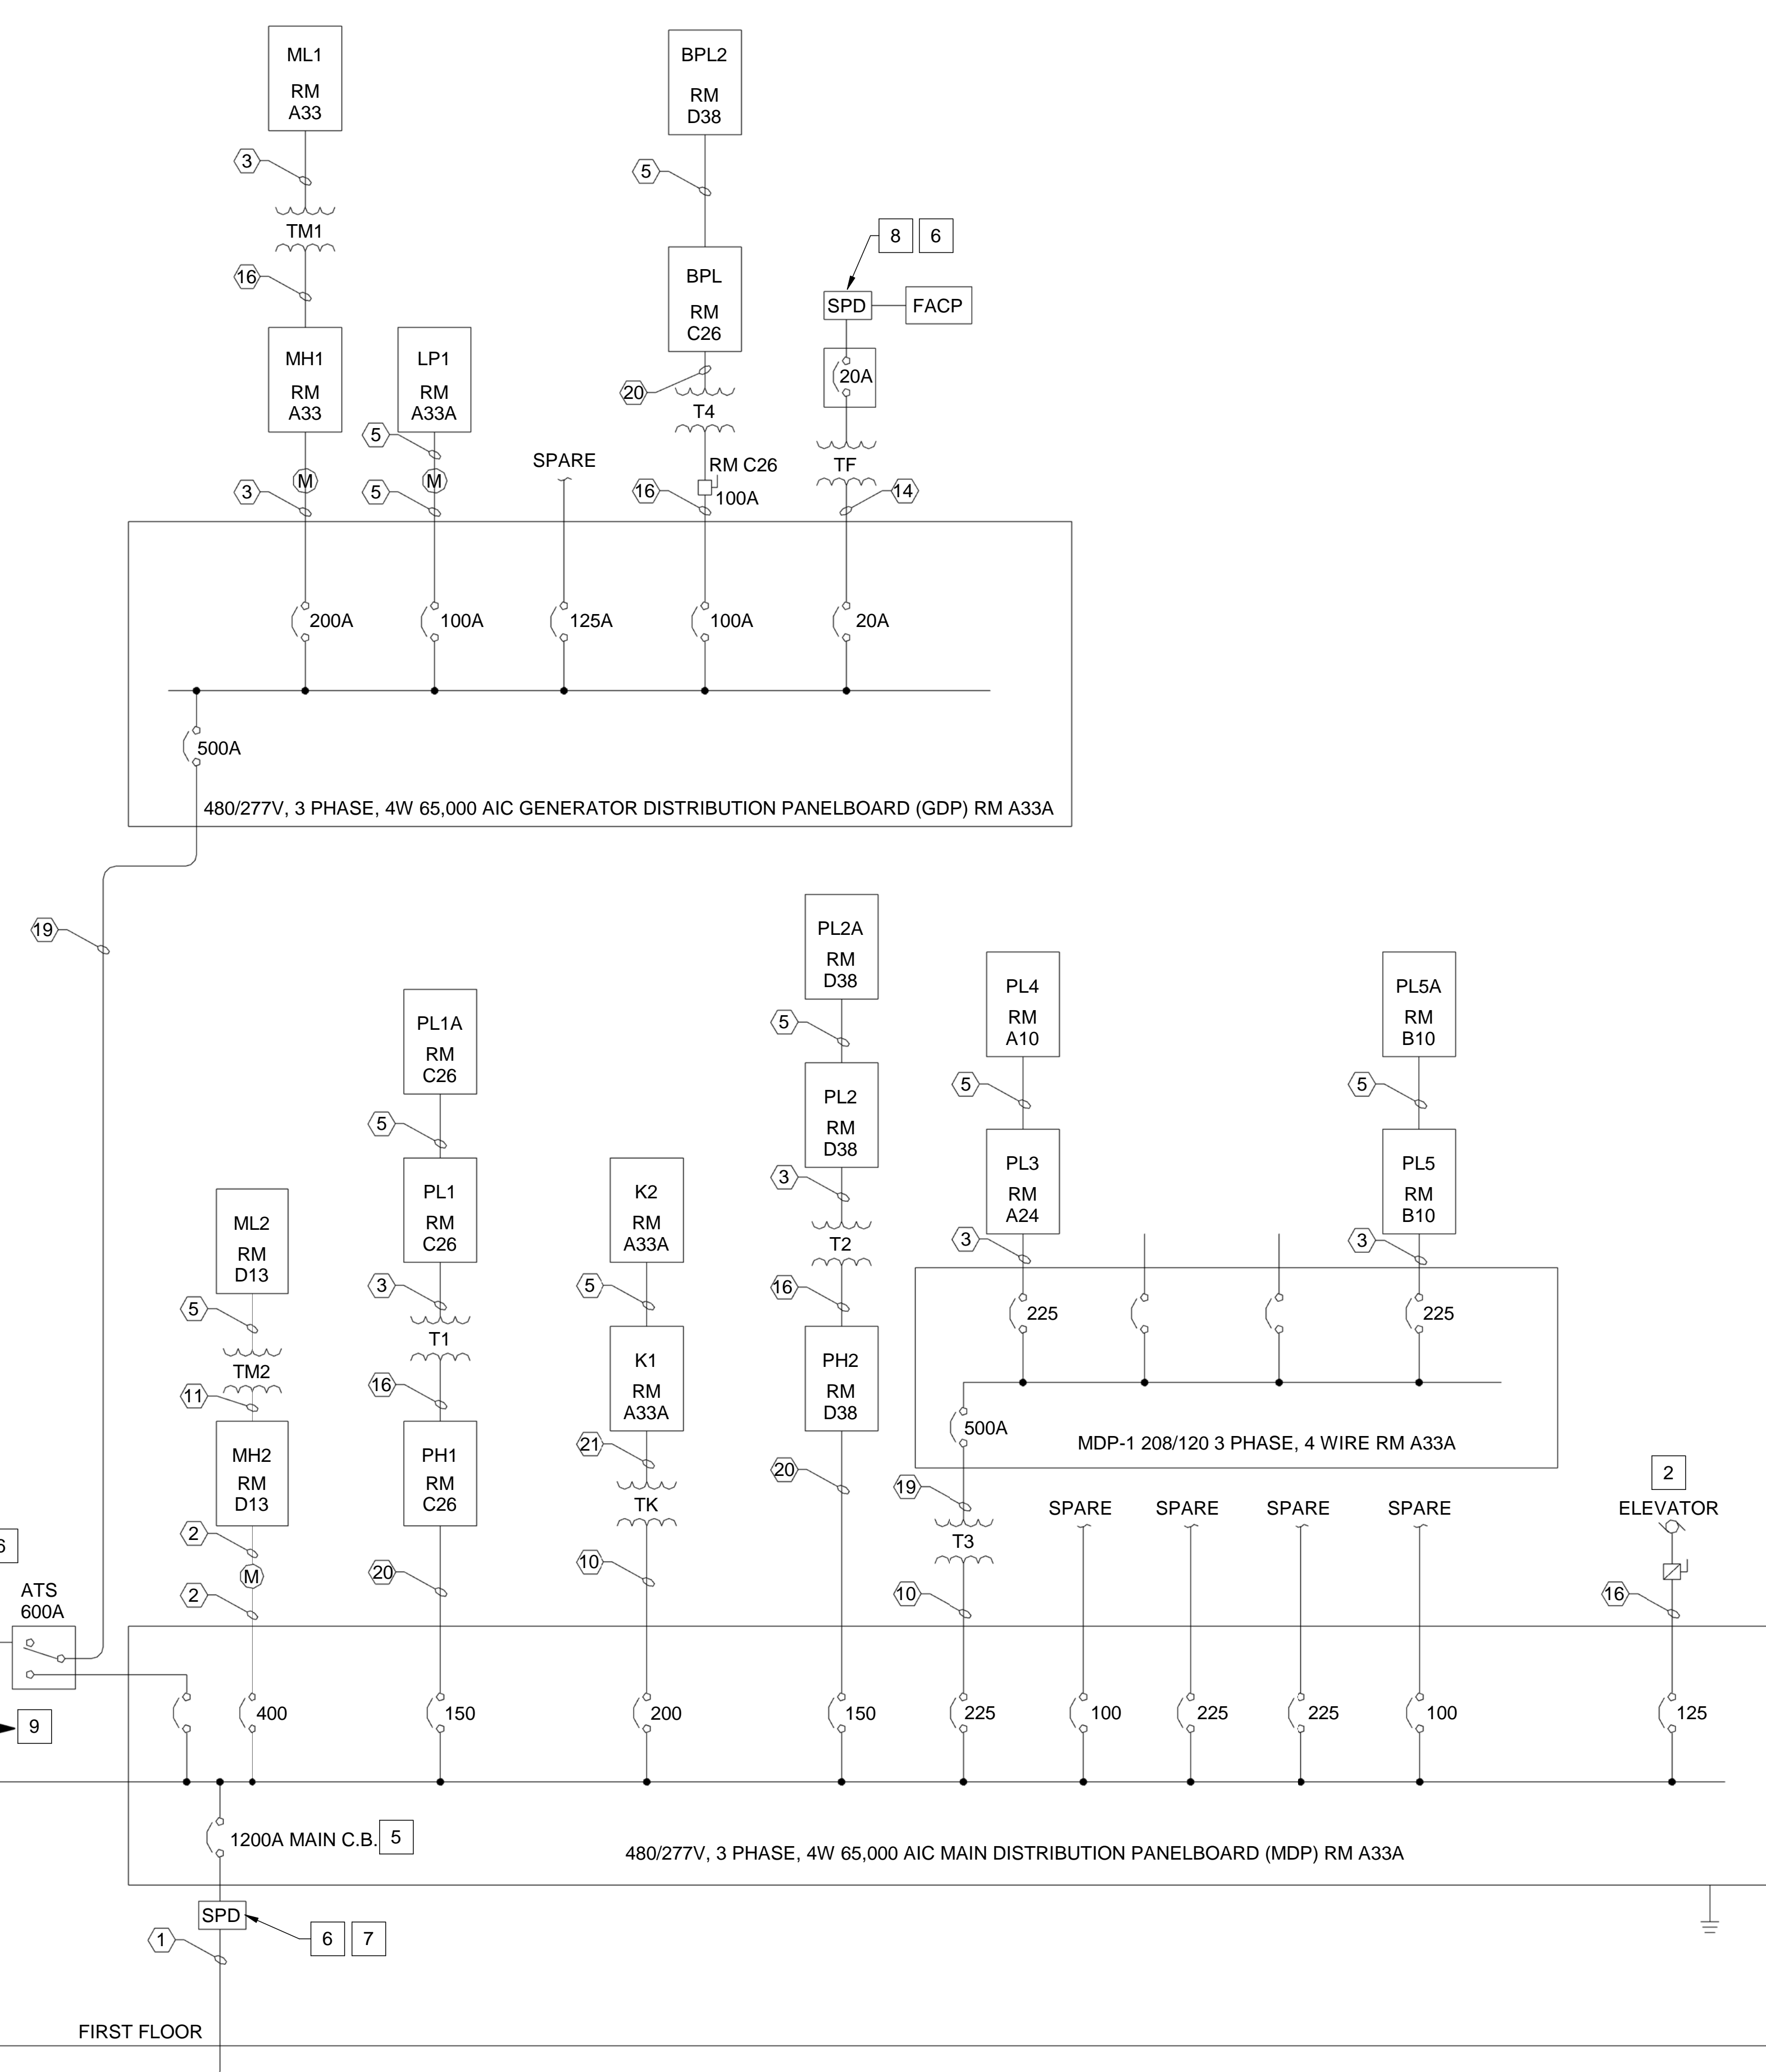 ML1
RM
A33
3
TM1
16
MH1
RM
A33
M
3
LP1
RM
A33A
5
M
5
SPARE
BPL2
RM
D38
5
BPL
RM
C26
20
T4
RM C26
100A
16
8 6
SPD FACP
20A
TF
14
200A
100A
125A
100A
20A
500A
480/277V, 3 PHASE, 4W 65,000 AIC GENERATOR DISTRIBUTION PANELBOARD (GDP) RM A33A
19
ML2
RM
D13
5
TM2
11
MH2
RM
D13
2
M
2
PL1A
RM
C26
5
PL1
RM
C26
3
T1
16
PH1
RM
C26
20
K2
RM
A33A
5
K1
RM
A33A
21
TK
10
PL2A
RM
D38
5
PL2
RM
D38
3
T2
16
PH2
RM
D38
20
PL4
RM
A10
5
PL3
RM
A24
3
PL5A
RM
B10
5
PL5
RM
B10
3
225
225
500A
MDP-1 208/120 3 PHASE, 4 WIRE RM A33A
19
T3
10
SPARE
SPARE
SPARE
SPARE
2
ELEVATOR
16
6
ATS
600A
9
400
150
200
150
225
100
225
225
100
125
1200A MAIN C.B. 5
480/277V, 3 PHASE, 4W 65,000 AIC MAIN DISTRIBUTION PANELBOARD (MDP) RM A33A
SPD
6 7
1
FIRST FLOOR